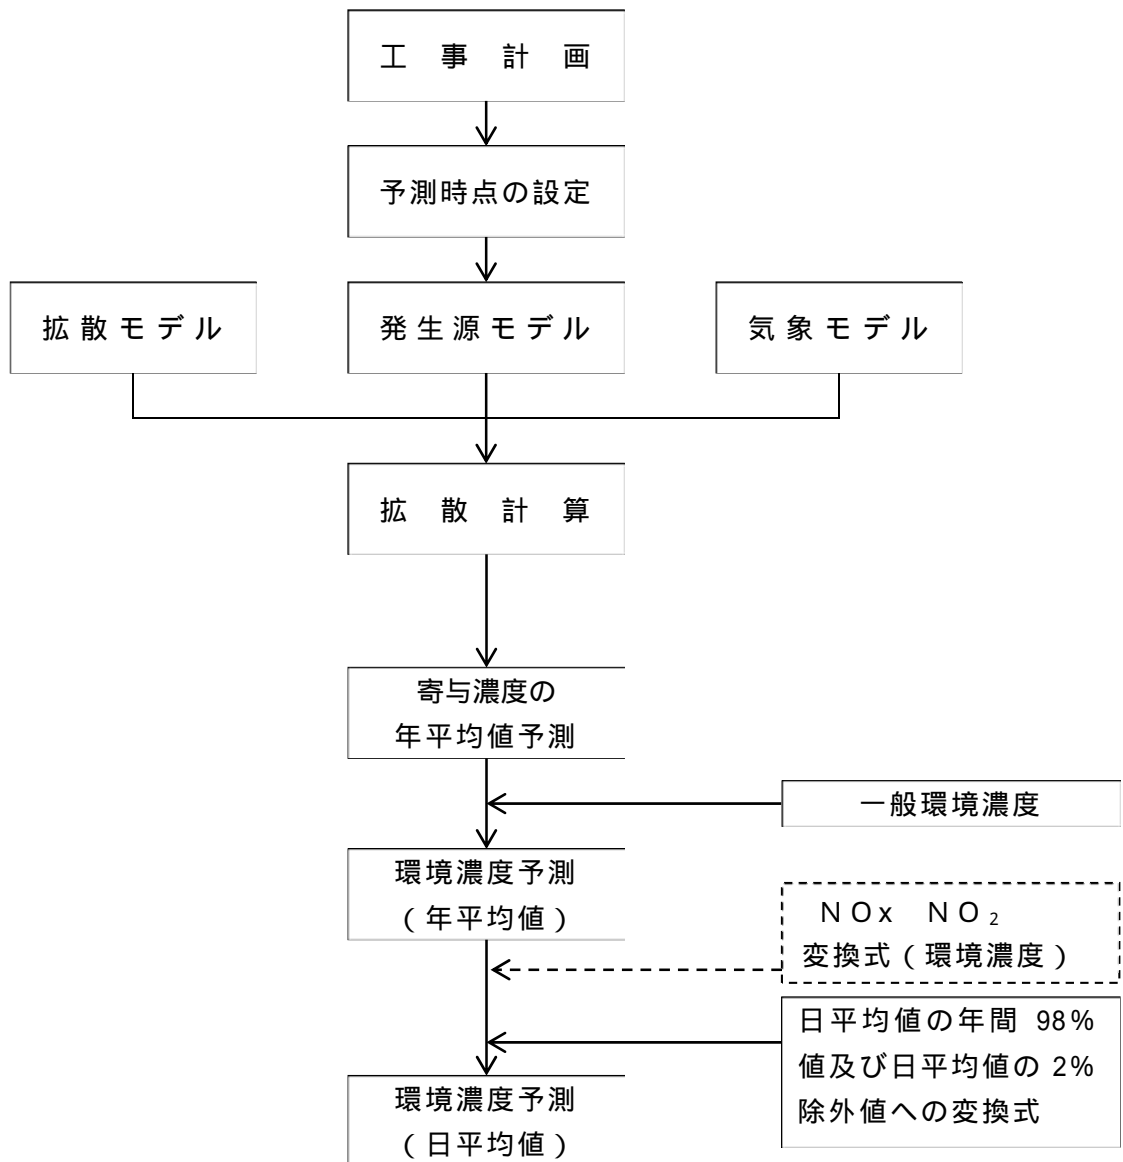 工事計画
予測時点の設定
拡散モデル
発生源モデル
気象モデル
拡散計算
寄与濃度の
年平均値予測
一般環境濃度
環境濃度予測
（年平均値）
ＮＯx　ＮＯ₂
変換式（環境濃度）
日平均値の年間 98%
値及び日平均値の 2%
除外値への変換式
環境濃度予測
（日平均値）